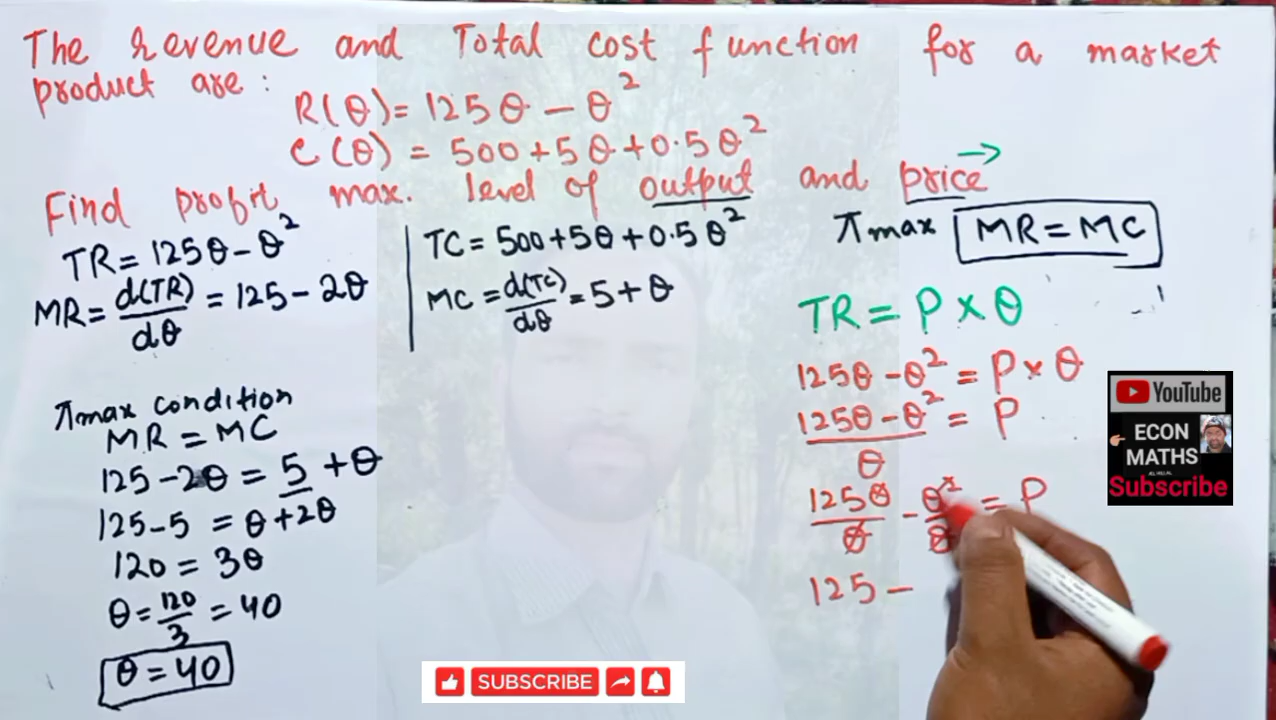 The revenue and Total cost function for a market
product are:
R(θ) = 125θ - θ²
C(θ) = 500 + 5θ + 0.5θ²
Find profit max. level of output and price →
TR = 125θ - θ²
MR = d(TR)/dθ = 125 - 2θ
TC = 500 + 5θ + 0.5θ²
MC = d(TC)/dθ = 5 + θ
πmax MR = MC
πmax condition
MR = MC
125 - 2θ = 5 + θ
125 - 5 = θ + 2θ
120 = 3θ
θ = 120/3 = 40
θ = 40
TR = P × θ
125θ - θ² = P × θ
125θ - θ²/θ = P
125θ/θ - θ²/θ = P
125 -
YouTube
ECON
MATHS
Subscribe
SUBSCRIBE